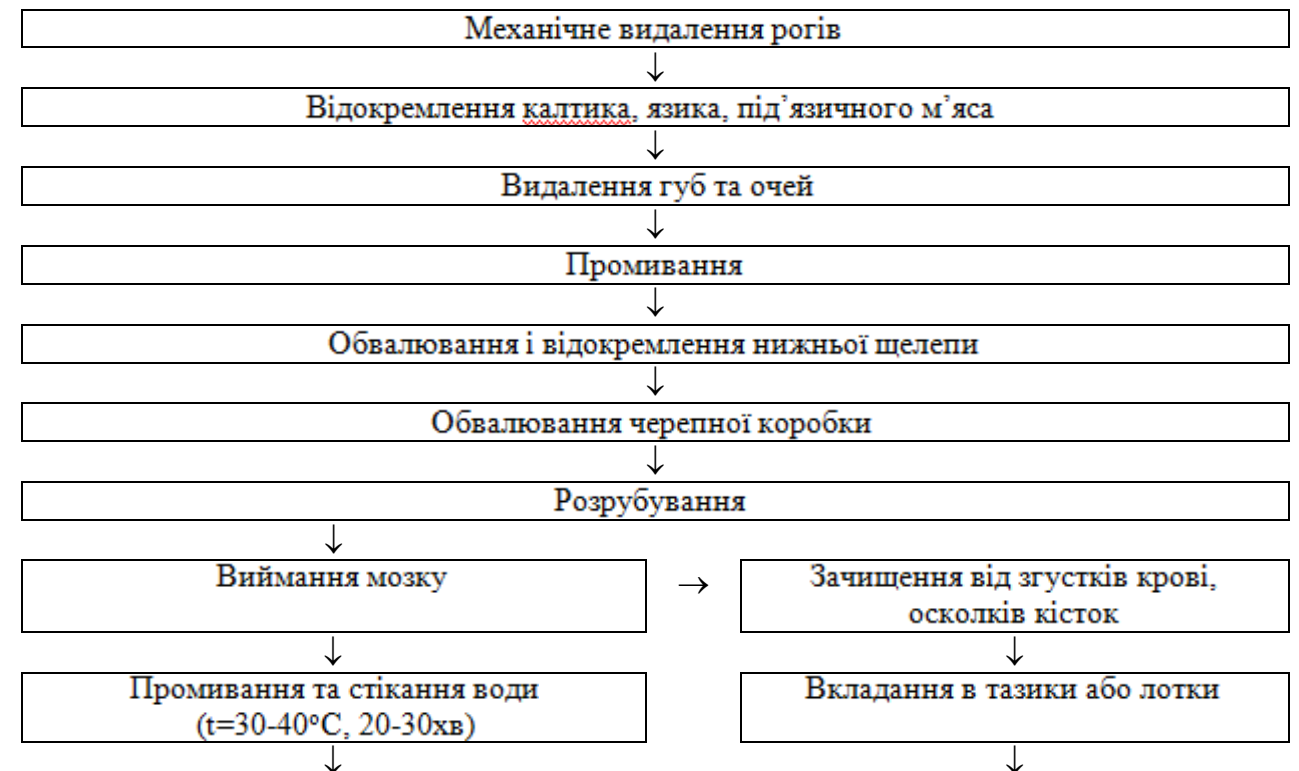 Механічне видалення рогів
↓
Відокремлення калтика, язика, під’язичного м’яса
↓
Видалення губ та очей
↓
Промивання
↓
Обвалювання і відокремлення нижньої щелепи
↓
Обвалювання черепної коробки
↓
Розрубування
↓
Виймання мозку
→
Зачищення від згустків крові,
осколків кісток
↓
↓
Промивання та стікання води
(t=30-40°С, 20-30хв)
Вкладання в тазики або лотки
↓
↓